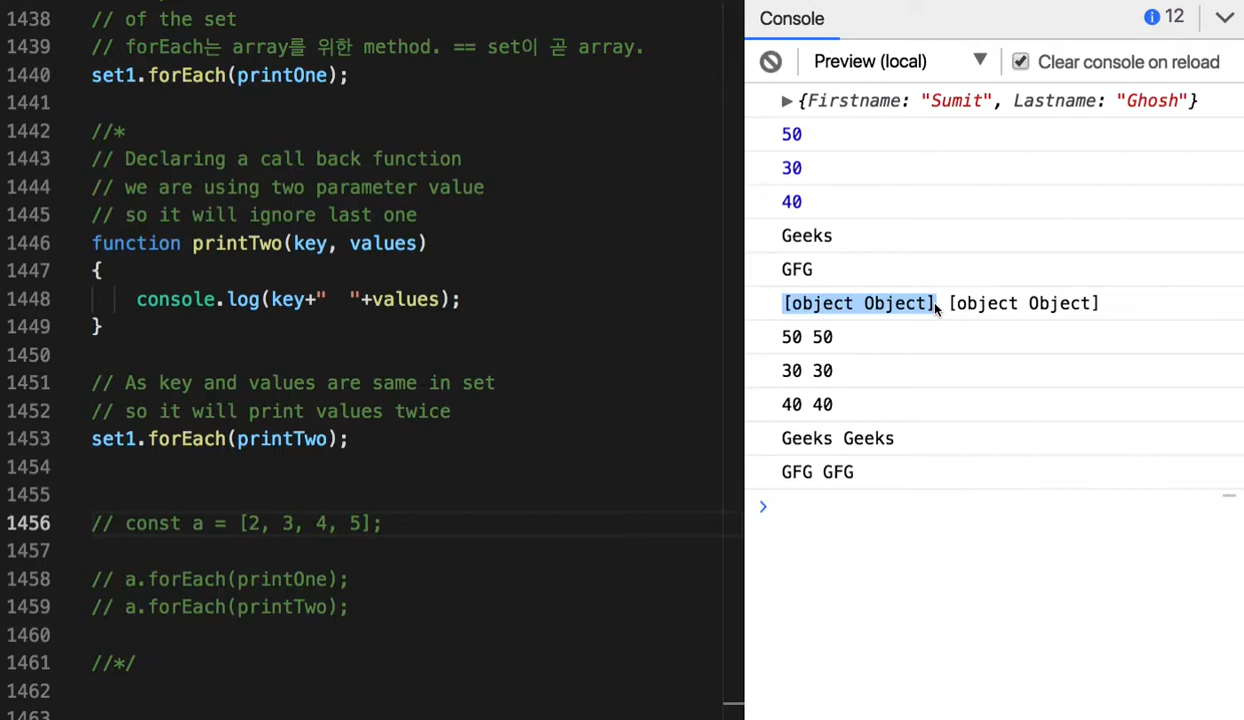 1438 // of the set
1439 // forEach는 array를 위한 method. == set이 곧 array.
1440 set1.forEach(printOne);
1441
1442 //*
1443 // Declaring a call back function
1444 // we are using two parameter value
1445 // so it will ignore last one
1446 function printTwo(key, values)
1447 {
1448 console.log(key+"  "+values);
1449 }
1450
1451 // As key and values are same in set
1452 // so it will print values twice
1453 set1.forEach(printTwo);
1454
1455
1456 // const a = [2, 3, 4, 5];
1457
1458 // a.forEach(printOne);
1459 // a.forEach(printTwo);
1460
1461 //*/
1462
Console 12
Preview (local) Clear console on reload
{Firstname: "Sumit", Lastname: "Ghosh"}
50
30
40
Geeks
GFG
[object Object] [object Object]
50 50
30 30
40 40
Geeks Geeks
GFG GFG